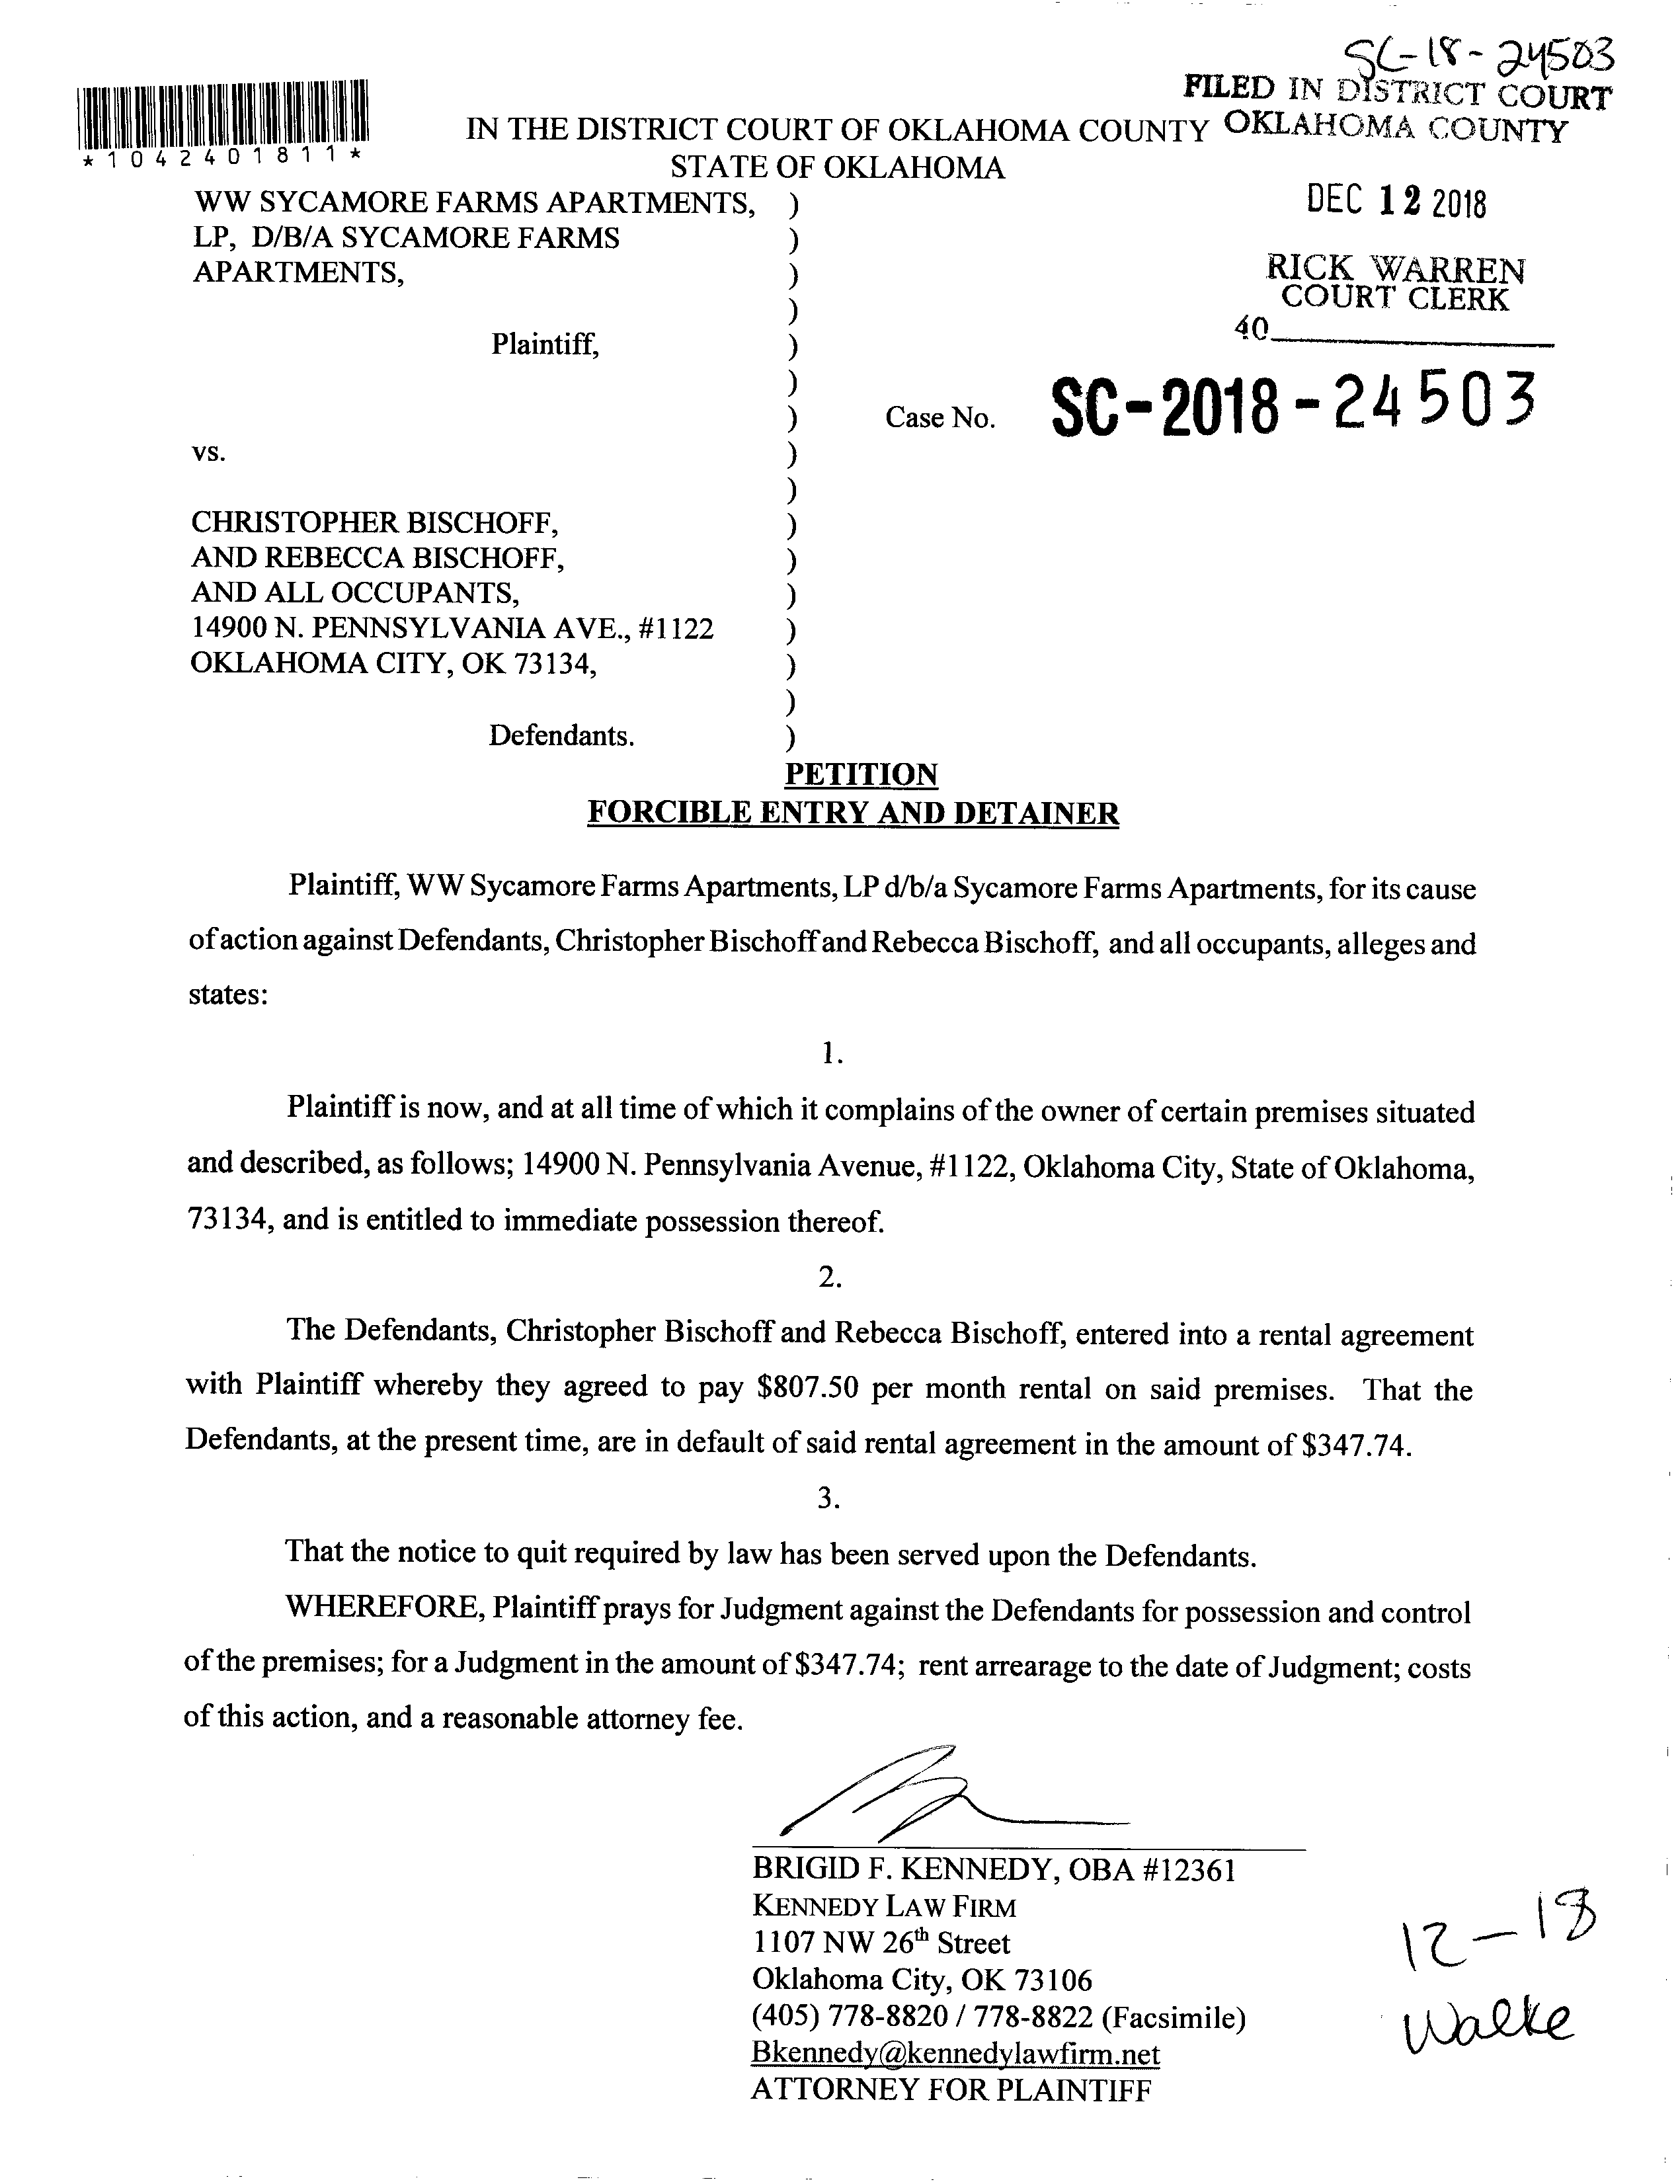 SC-18-24503
FILED IN DISTRICT COURT
OKLAHOMA COUNTY
*1042401811*
IN THE DISTRICT COURT OF OKLAHOMA COUNTY
STATE OF OKLAHOMA
DEC 12 2018
RICK WARREN
COURT CLERK
40
WW SYCAMORE FARMS APARTMENTS, )
LP, D/B/A SYCAMORE FARMS )
APARTMENTS, )
)
Plaintiff, )
)
) Case No. SC-2018-24503
vs. )
)
CHRISTOPHER BISCHOFF, )
AND REBECCA BISCHOFF, )
AND ALL OCCUPANTS, )
14900 N. PENNSYLVANIA AVE., #1122 )
OKLAHOMA CITY, OK 73134, )
)
Defendants. )
PETITION
FORCIBLE ENTRY AND DETAINER
Plaintiff, WW Sycamore Farms Apartments, LP d/b/a Sycamore Farms Apartments, for its cause
of action against Defendants, Christopher Bischoff and Rebecca Bischoff, and all occupants, alleges and
states:
1.
Plaintiff is now, and at all time of which it complains of the owner of certain premises situated
and described, as follows; 14900 N. Pennsylvania Avenue, #1122, Oklahoma City, State of Oklahoma,
73134, and is entitled to immediate possession thereof.
2.
The Defendants, Christopher Bischoff and Rebecca Bischoff, entered into a rental agreement
with Plaintiff whereby they agreed to pay $807.50 per month rental on said premises. That the
Defendants, at the present time, are in default of said rental agreement in the amount of $347.74.
3.
That the notice to quit required by law has been served upon the Defendants.
WHEREFORE, Plaintiff prays for Judgment against the Defendants for possession and control
of the premises; for a Judgment in the amount of $347.74; rent arrearage to the date of Judgment; costs
of this action, and a reasonable attorney fee.
BRIGID F. KENNEDY, OBA #12361
KENNEDY LAW FIRM
1107 NW 26th Street
Oklahoma City, OK 73106
(405) 778-8820 / 778-8822 (Facsimile)
Bkennedy@kennedylawfirm.net
ATTORNEY FOR PLAINTIFF
12-18
Walke